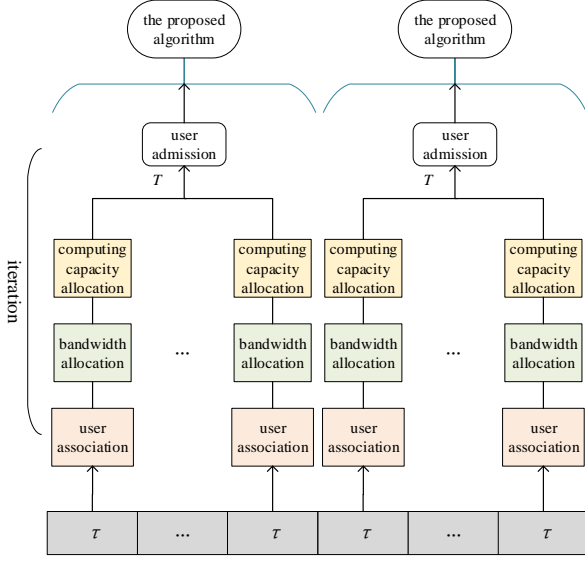 the proposed
algorithm
the proposed
algorithm
user
admission
user
admission
T
T
iteration
computing
capacity
allocation
computing
capacity
allocation
computing
capacity
allocation
computing
capacity
allocation
bandwidth
allocation
...
bandwidth
allocation
bandwidth
allocation
...
bandwidth
allocation
user
association
user
association
user
association
user
association
τ
...
τ
τ
...
τ